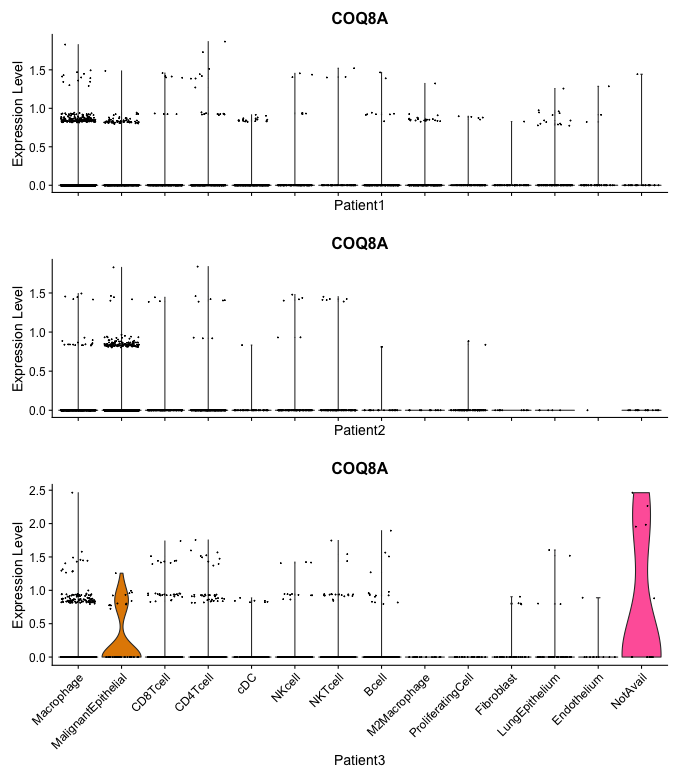 COQ8A
Expression Level
1.5
1.0
0.5
0.0
Patient1
COQ8A
Expression Level
1.5
1.0
0.5
0.0
Patient2
COQ8A
Expression Level
2.5
2.0
1.5
1.0
0.5
0.0
Macrophage
MalignantEpithelial
CD8Tcell
CD4Tcell
cDC
NKcell
NKTcell
Bcell
M2Macrophage
ProliferatingCell
Fibroblast
LungEpithelium
Endothelium
NotAvail
Patient3